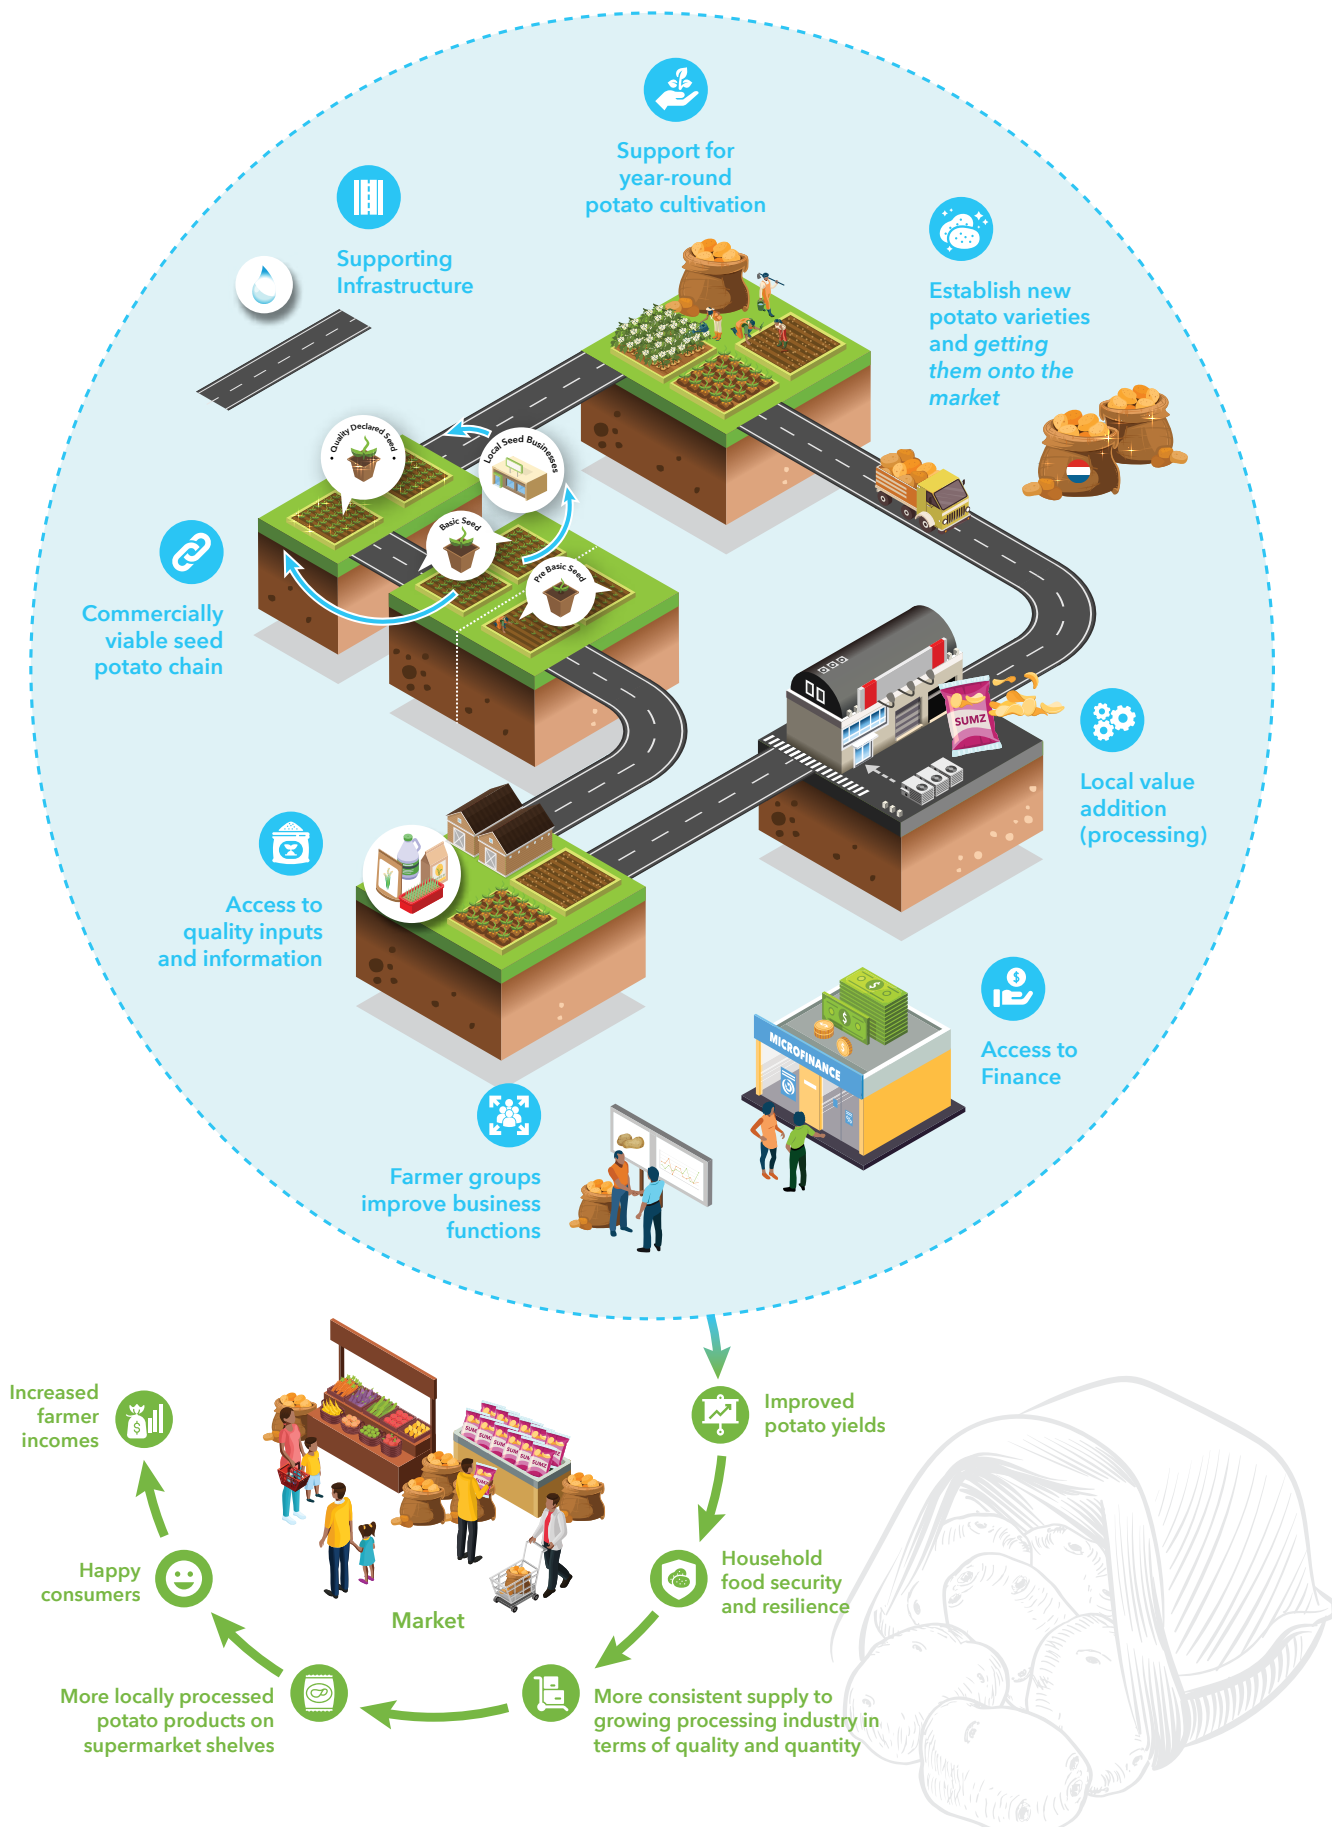 Support for
year-round
potato cultivation
Supporting
Infrastructure
Establish new
potato varieties
and getting
them onto the
market
• Quality Declared Seed •
Local Seed Businesses
Basic Seed
Pre Basic Seed
Commercially
viable seed
potato chain
SUMZ
Local value
addition
(processing)
Access to
quality inputs
and information
MICROFINANCE
Access to
Finance
Farmer groups
improve business
functions
Increased
farmer
incomes
Improved
potato yields
SUMZ
Happy
consumers
Market
Household
food security
and resilience
More locally processed
potato products on
supermarket shelves
More consistent supply to
growing processing industry in
terms of quality and quantity